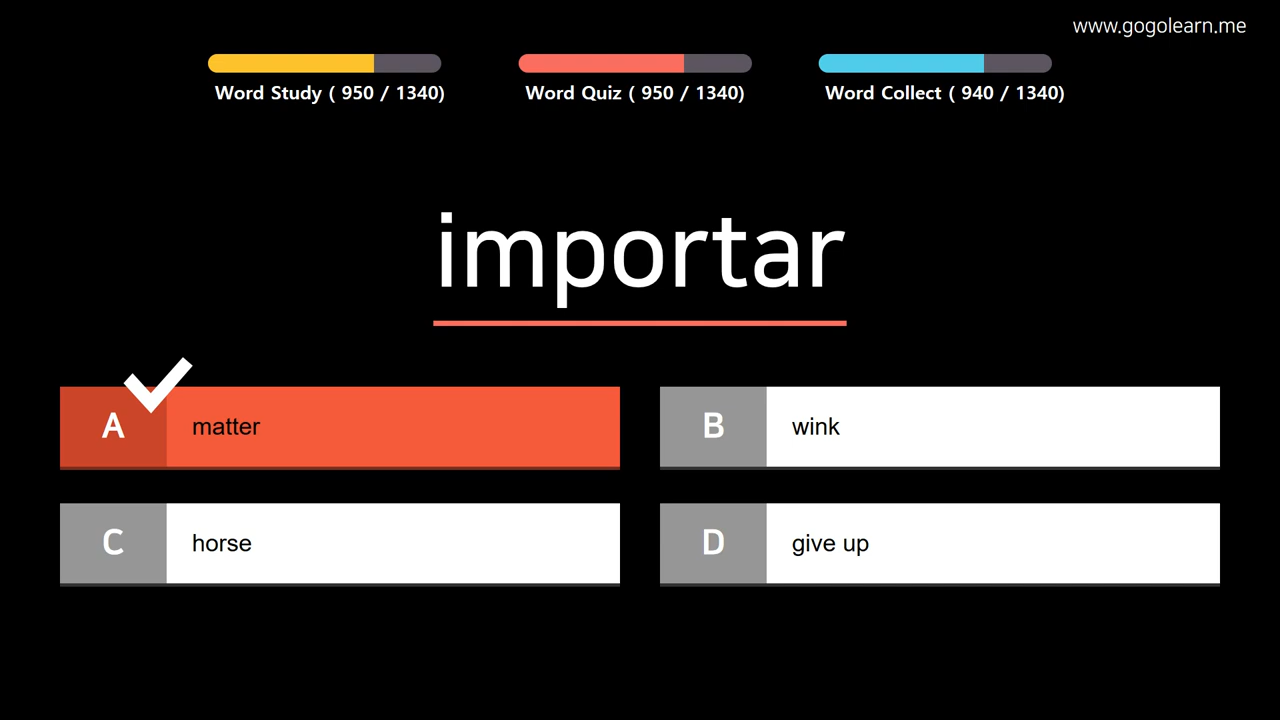 www.gogolearn.me
Word Study ( 950 / 1340)
Word Quiz ( 950 / 1340)
Word Collect ( 940 / 1340)
importar
A matter
B wink
C horse
D give up